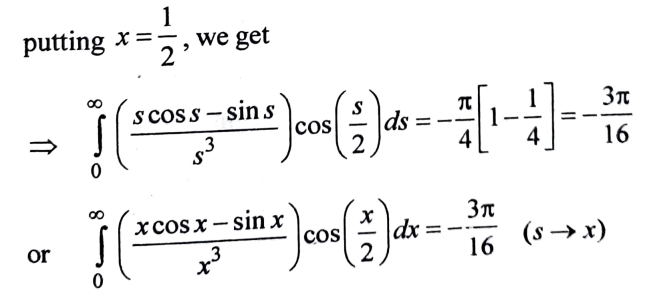 putting x = 1/2, we get
⇒ ∫₀^∞ ((s cos s − sin s)/s³) cos(s/2) ds = −π/4 [1 − 1/4] = −3π/16
or ∫₀^∞ ((x cos x − sin x)/x³) cos(x/2) dx = −3π/16 (s → x)